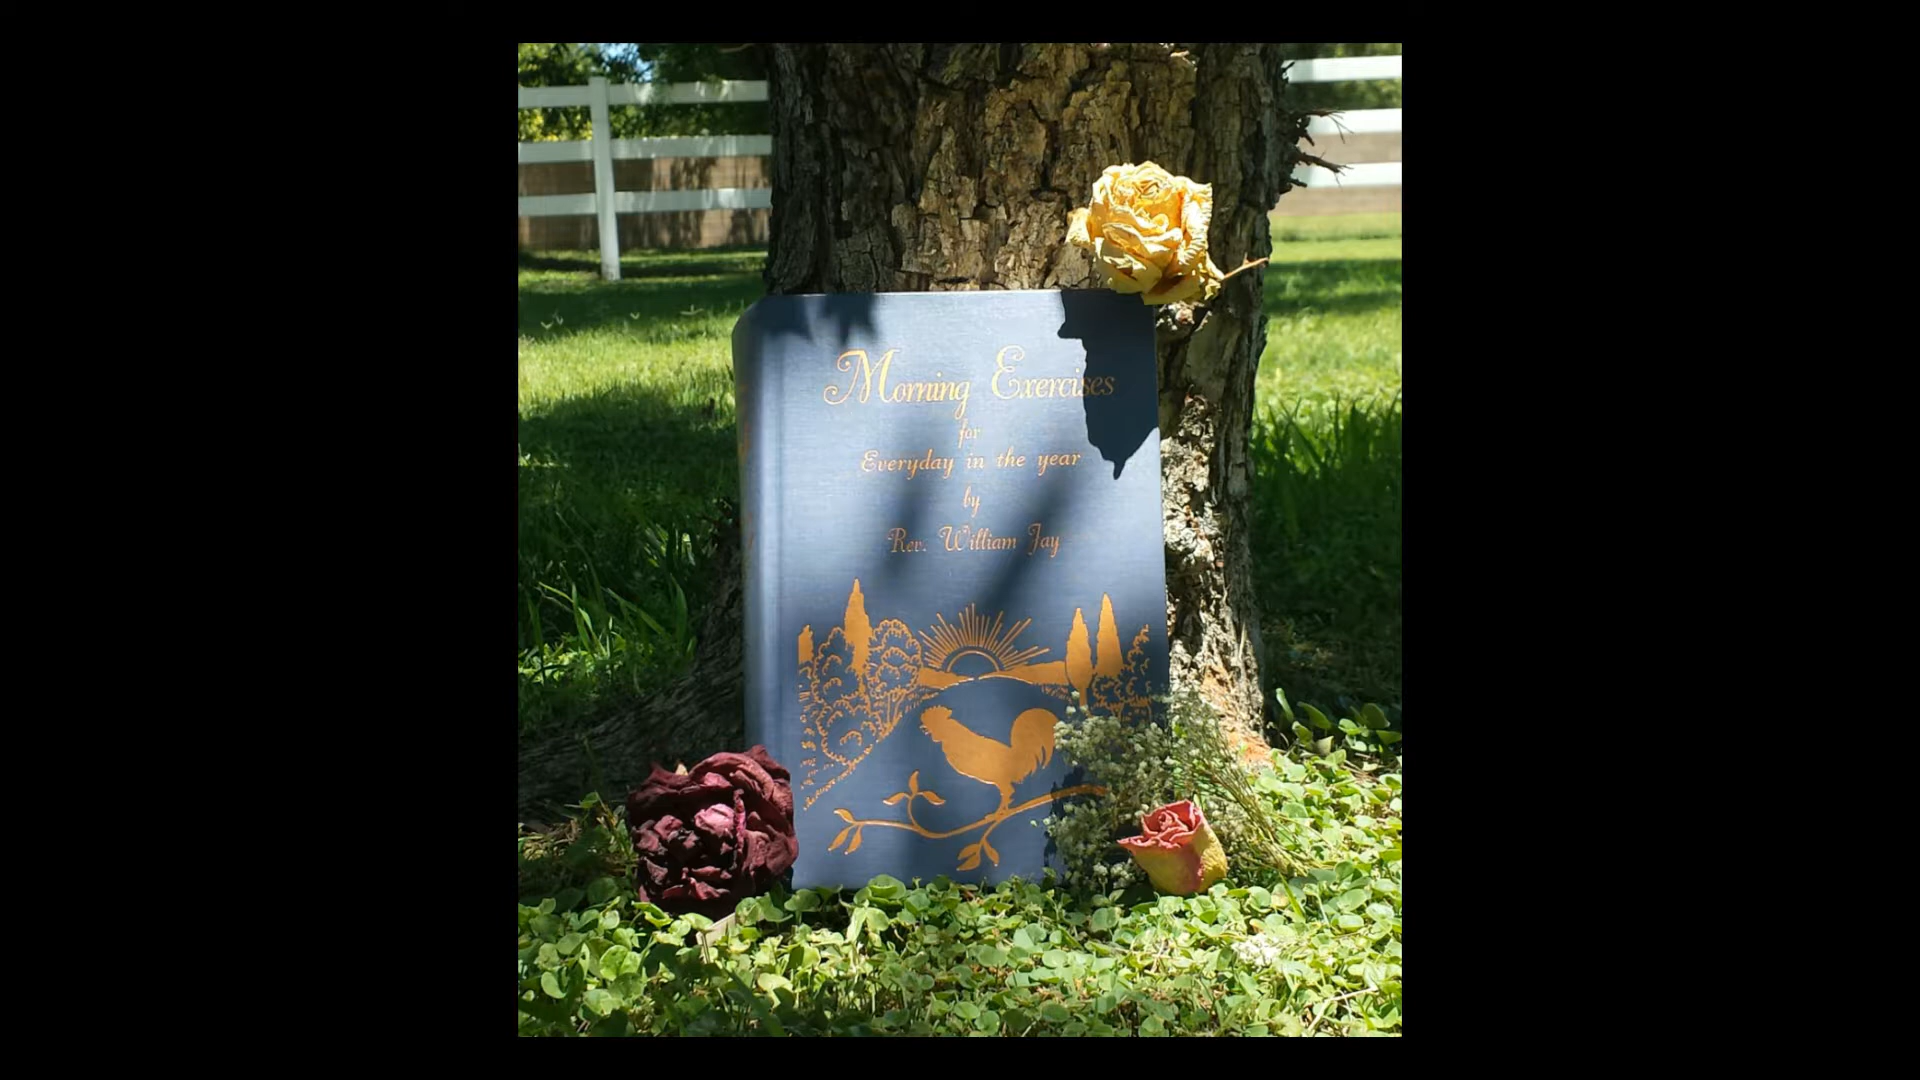 Morning Exercises
for
Everyday in the year
by
Rev. William Jay